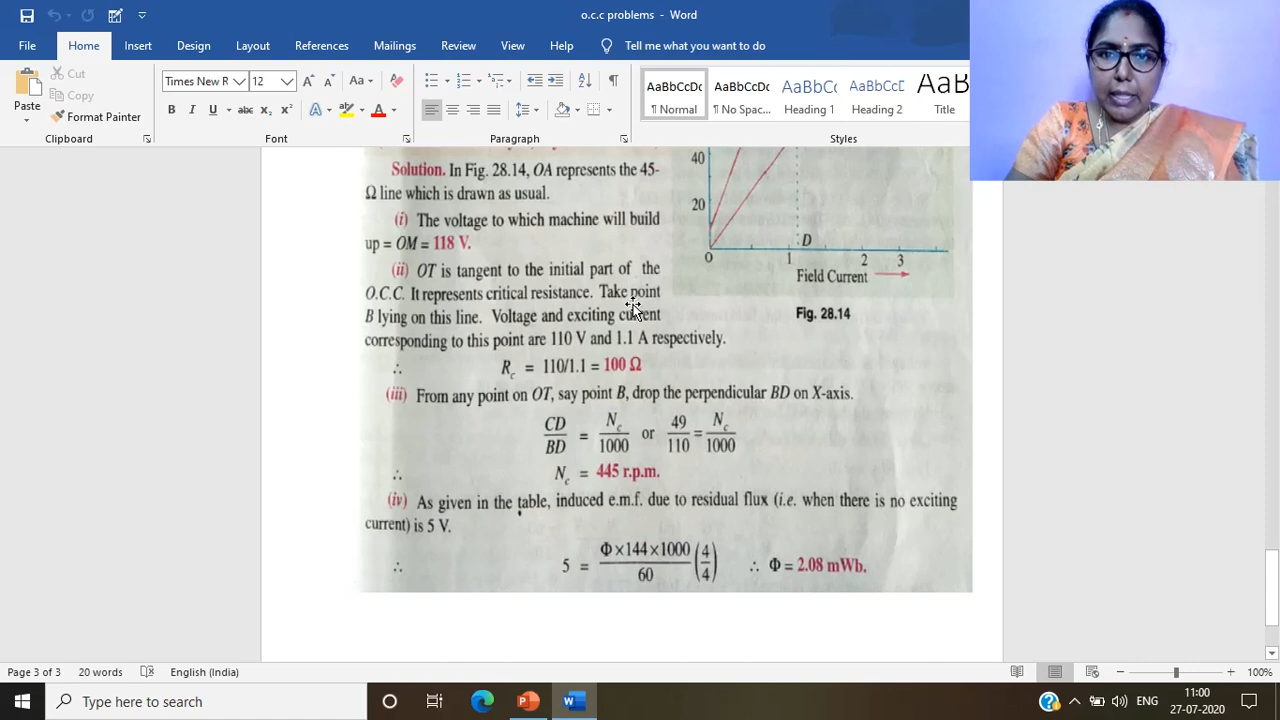 o.c.c problems - Word
File Home Insert Design Layout References Mailings Review View Help Tell me what you want to do
Paste
Cut
Copy
Format Painter
Times New R 12
AaBbCcDc AaBbCcDc AaBbCc AaBbCcD AaB
¶ Normal ¶ No Spac... Heading 1 Heading 2 Title
Clipboard Font Paragraph Styles
Solution. In Fig. 28.14, OA represents the 45-
Ω line which is drawn as usual.
(i) The voltage to which machine will build
up = OM = 118 V.
(ii) OT is tangent to the initial part of the
O.C.C. It represents critical resistance. Take point
B lying on this line. Voltage and exciting current
corresponding to this point are 110 V and 1.1 A respectively.
∴ Rc = 110/1.1 = 100 Ω
40
20
0 1 2 3
D
Field Current
Fig. 28.14
(iii) From any point on OT, say point B, drop the perpendicular BD on X-axis.
CD/BD = Nc/1000 or 49/110 = Nc/1000
∴ Nc = 445 r.p.m.
(iv) As given in the table, induced e.m.f. due to residual flux (i.e. when there is no exciting
current) is 5 V.
∴ 5 = Φ×144×1000/60 (4/4) ∴ Φ = 2.08 mWb.
Page 3 of 3 20 words English (India) 100%
Type here to search
ENG
11:00
27-07-2020